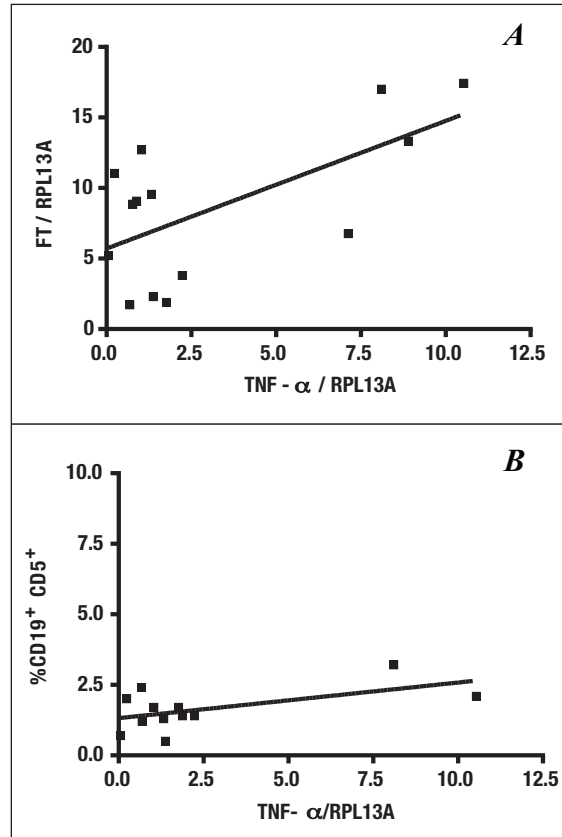 A
20
15
10
5
0
FT / RPL13A
0.0 2.5 5.0 7.5 10.0 12.5
TNF - α / RPL13A
B
10.0
7.5
5.0
2.5
0.0
%CD19⁺ CD5⁺
0.0 2.5 5.0 7.5 10.0 12.5
TNF- α/RPL13A